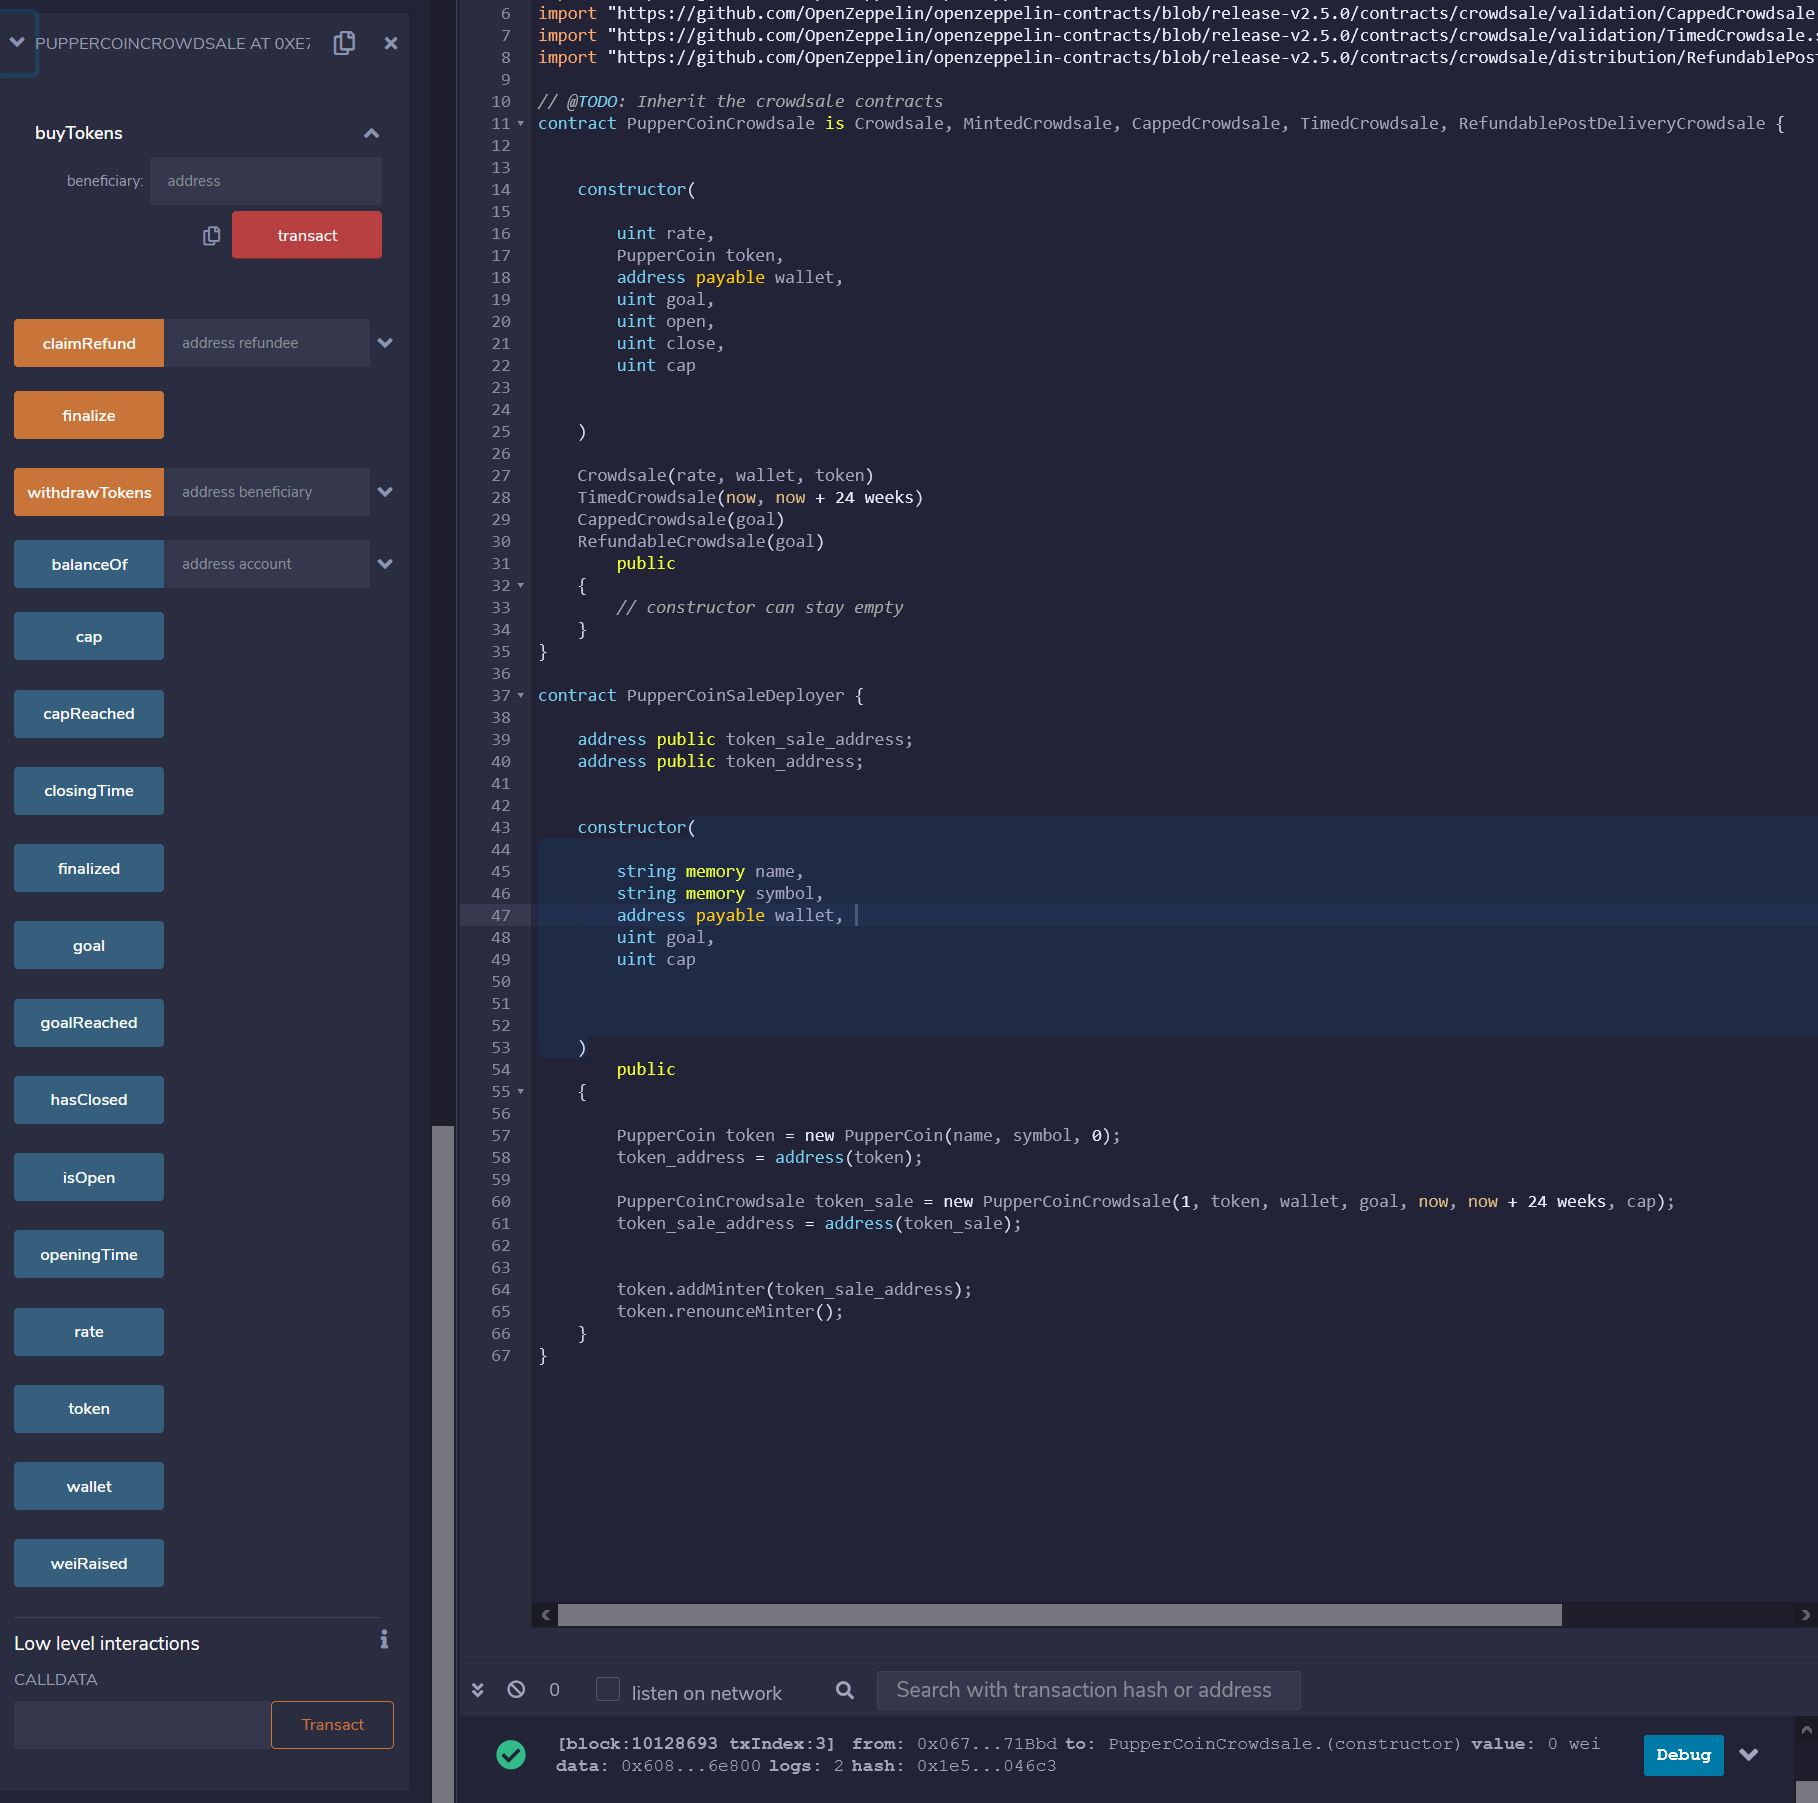 PUPPERCOINCROWDSALE AT 0XE7
buyTokens
beneficiary: address
transact
claimRefund address refundee
finalize
withdrawTokens address beneficiary
balanceOf address account
cap
capReached
closingTime
finalized
goal
goalReached
hasClosed
isOpen
openingTime
rate
token
wallet
weiRaised
Low level interactions
CALLDATA
Transact
6 import "https://github.com/OpenZeppelin/openzeppelin-contracts/blob/release-v2.5.0/contracts/crowdsale/validation/CappedCrowdsale
7 import "https://github.com/OpenZeppelin/openzeppelin-contracts/blob/release-v2.5.0/contracts/crowdsale/validation/TimedCrowdsale.s
8 import "https://github.com/OpenZeppelin/openzeppelin-contracts/blob/release-v2.5.0/contracts/crowdsale/distribution/RefundablePos
9
10 // @TODO: Inherit the crowdsale contracts
11 contract PupperCoinCrowdsale is Crowdsale, MintedCrowdsale, CappedCrowdsale, TimedCrowdsale, RefundablePostDeliveryCrowdsale {
12
13
14 constructor(
15
16 uint rate,
17 PupperCoin token,
18 address payable wallet,
19 uint goal,
20 uint open,
21 uint close,
22 uint cap
23
24
25 )
26
27 Crowdsale(rate, wallet, token)
28 TimedCrowdsale(now, now + 24 weeks)
29 CappedCrowdsale(goal)
30 RefundableCrowdsale(goal)
31 public
32 {
33 // constructor can stay empty
34 }
35 }
36
37 contract PupperCoinSaleDeployer {
38
39 address public token_sale_address;
40 address public token_address;
41
42
43 constructor(
44
45 string memory name,
46 string memory symbol,
47 address payable wallet,
48 uint goal,
49 uint cap
50
51
52
53 )
54 public
55 {
56
57 PupperCoin token = new PupperCoin(name, symbol, 0);
58 token_address = address(token);
59
60 PupperCoinCrowdsale token_sale = new PupperCoinCrowdsale(1, token, wallet, goal, now, now + 24 weeks, cap);
61 token_sale_address = address(token_sale);
62
63
64 token.addMinter(token_sale_address);
65 token.renounceMinter();
66 }
67 }
0 listen on network Search with transaction hash or address
[block:10128693 txIndex:3] from: 0x067...71Bbd to: PupperCoinCrowdsale.(constructor) value: 0 wei
data: 0x608...6e800 logs: 2 hash: 0x1e5...046c3
Debug